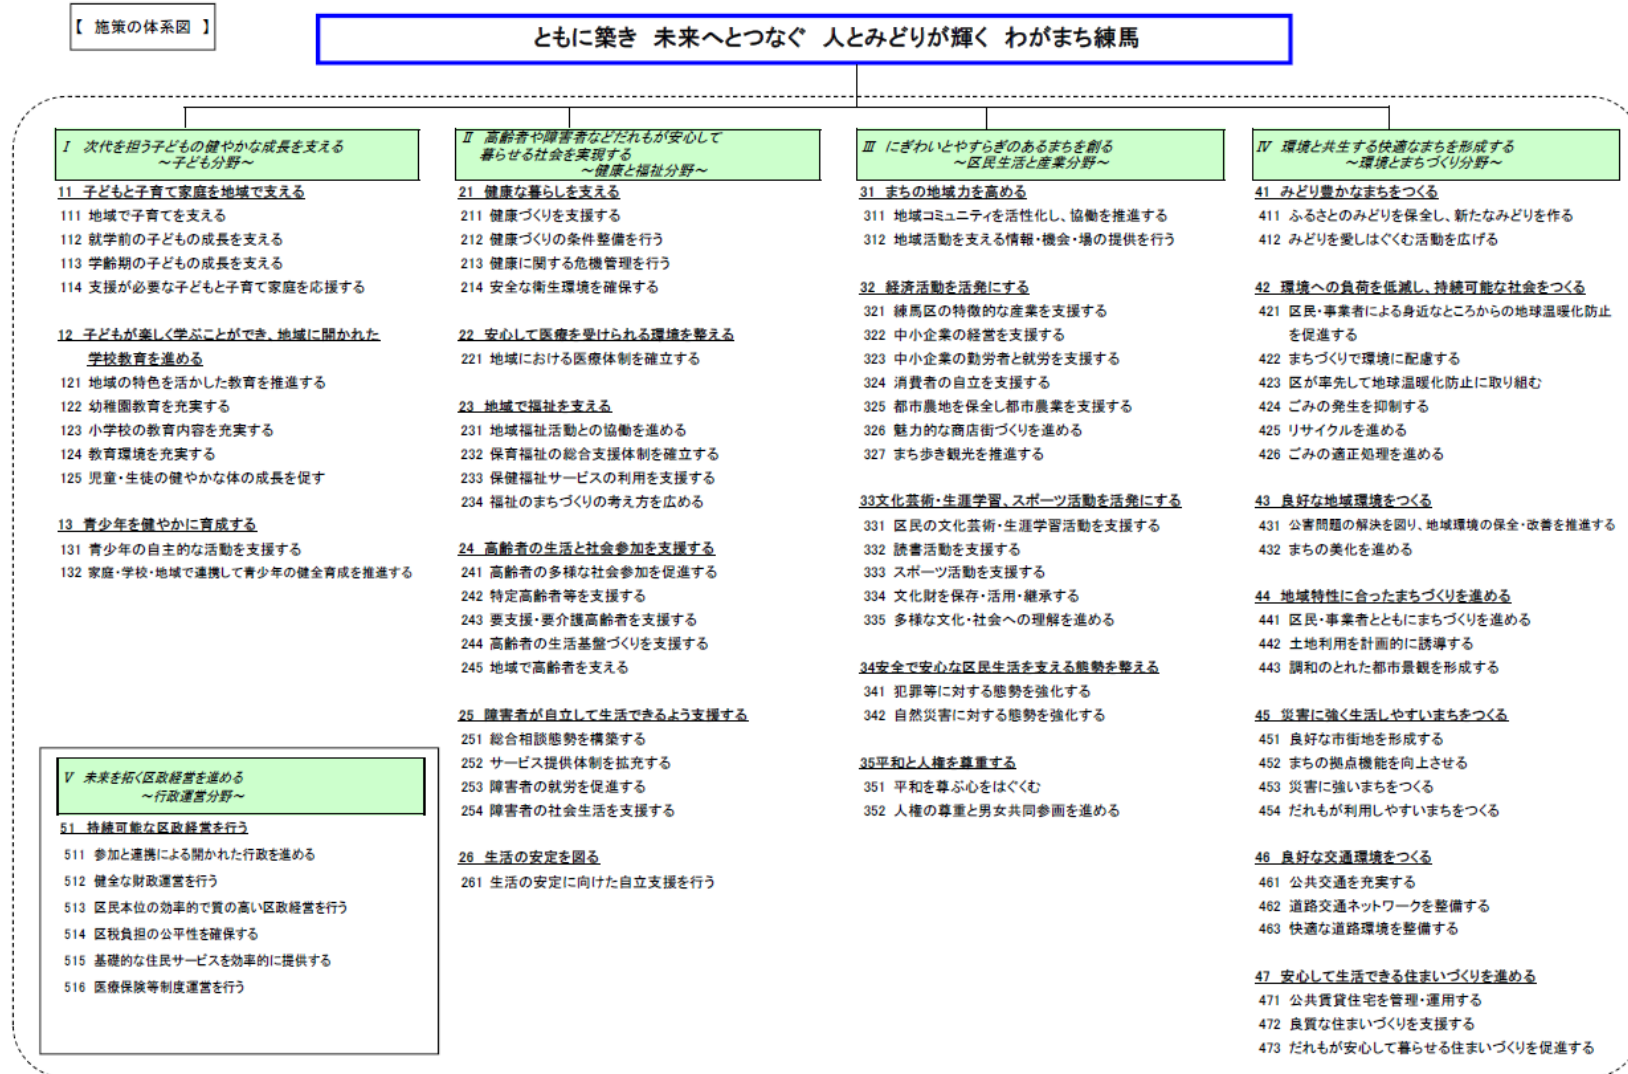 【 施策の体系図 】
ともに築き 未来へとつなぐ 人とみどりが輝く わがまち練馬
Ⅰ 次代を担う子どもの健やかな成長を支える
～子ども分野～
11 子どもと子育て家庭を地域で支える
111 地域で子育てを支える
112 就学前の子どもの成長を支える
113 学齢期の子どもの成長を支える
114 支援が必要な子どもと子育て家庭を応援する
12 子どもが楽しく学ぶことができ、地域に開かれた
学校教育を進める
121 地域の特色を活かした教育を推進する
122 幼稚園教育を充実する
123 小学校の教育内容を充実する
124 教育環境を充実する
125 児童・生徒の健やかな体の成長を促す
13 青少年を健やかに育成する
131 青少年の自主的な活動を支援する
132 家庭・学校・地域で連携して青少年の健全育成を推進する
Ⅴ 未来を拓く区政経営を進める
～行政運営分野～
51 持続可能な区政経営を行う
511 参加と連携による開かれた行政を進める
512 健全な財政運営を行う
513 区民本位の効率的で質の高い区政経営を行う
514 区税負担の公平性を確保する
515 基礎的な住民サービスを効率的に提供する
516 医療保険等制度運営を行う
Ⅱ 高齢者や障害者などだれもが安心して
暮らせる社会を実現する
～健康と福祉分野～
21 健康な暮らしを支える
211 健康づくりを支援する
212 健康づくりの条件整備を行う
213 健康に関する危機管理を行う
214 安全な衛生環境を確保する
22 安心して医療を受けられる環境を整える
221 地域における医療体制を確立する
23 地域で福祉を支える
231 地域福祉活動との協働を進める
232 保育福祉の総合支援体制を確立する
233 保健福祉サービスの利用を支援する
234 福祉のまちづくりの考え方を広める
24 高齢者の生活と社会参加を支援する
241 高齢者の多様な社会参加を促進する
242 特定高齢者等を支援する
243 要支援・要介護高齢者を支援する
244 高齢者の生活基盤づくりを支援する
245 地域で高齢者を支える
25 障害者が自立して生活できるよう支援する
251 総合相談態勢を構築する
252 サービス提供体制を拡充する
253 障害者の就労を促進する
254 障害者の社会生活を支援する
26 生活の安定を図る
261 生活の安定に向けた自立支援を行う
Ⅲ にぎわいとやすらぎのあるまちを創る
～区民生活と産業分野～
31 まちの地域力を高める
311 地域コミュニティを活性化し、協働を推進する
312 地域活動を支える情報・機会・場の提供を行う
32 経済活動を活発にする
321 練馬区の特徴的な産業を支援する
322 中小企業の経営を支援する
323 中小企業の勤労者と就労を支援する
324 消費者の自立を支援する
325 都市農地を保全し都市農業を支援する
326 魅力的な商店街づくりを進める
327 まち歩き観光を推進する
33文化芸術・生涯学習、スポーツ活動を活発にする
331 区民の文化芸術・生涯学習活動を支援する
332 読書活動を支援する
333 スポーツ活動を支援する
334 文化財を保存・活用・継承する
335 多様な文化・社会への理解を進める
34安全で安心な区民生活を支える態勢を整える
341 犯罪等に対する態勢を強化する
342 自然災害に対する態勢を強化する
35平和と人権を尊重する
351 平和を尊ぶ心をはぐくむ
352 人権の尊重と男女共同参画を進める
Ⅳ 環境と共生する快適なまちを形成する
～環境とまちづくり分野～
41 みどり豊かなまちをつくる
411 ふるさとのみどりを保全し、新たなみどりを作る
412 みどりを愛しはぐくむ活動を広げる
42 環境への負荷を低減し、持続可能な社会をつくる
421 区民・事業者による身近なところからの地球温暖化防止
を促進する
422 まちづくりで環境に配慮する
423 区が率先して地球温暖化防止に取り組む
424 ごみの発生を抑制する
425 リサイクルを進める
426 ごみの適正処理を進める
43 良好な地域環境をつくる
431 公害問題の解決を図り、地域環境の保全・改善を推進する
432 まちの美化を進める
44 地域特性に合ったまちづくりを進める
441 区民・事業者とともにまちづくりを進める
442 土地利用を計画的に誘導する
443 調和のとれた都市景観を形成する
45 災害に強く生活しやすいまちをつくる
451 良好な市街地を形成する
452 まちの拠点機能を向上させる
453 災害に強いまちをつくる
454 だれもが利用しやすいまちをつくる
46 良好な交通環境をつくる
461 公共交通を充実する
462 道路交通ネットワークを整備する
463 快適な道路環境を整備する
47 安心して生活できる住まいづくりを進める
471 公共賃貸住宅を管理・運用する
472 良質な住まいづくりを支援する
473 だれもが安心して暮らせる住まいづくりを促進する